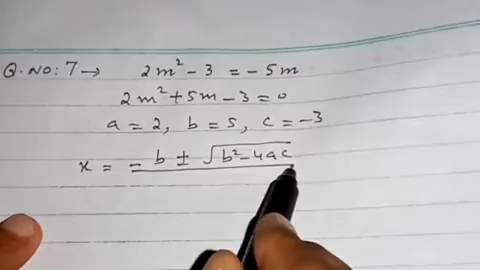 Q.NO:7→ 2m² - 3 = - 5m
2m² + 5m - 3 = 0
a = 2, b = 5, c = -3
x = - b ± √b² - 4ac